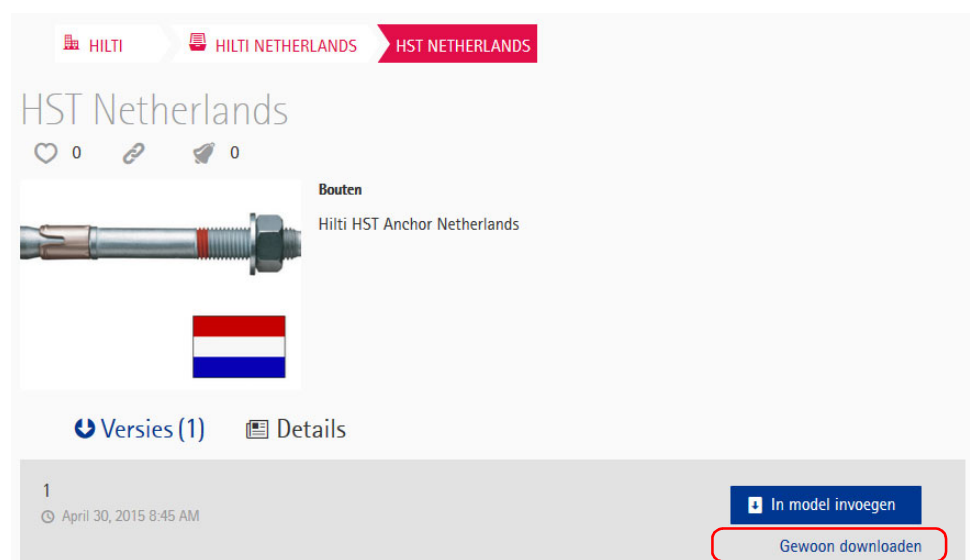 HILTI HILTI NETHERLANDS HST NETHERLANDS
HST Netherlands
0 0
Bouten
Hilti HST Anchor Netherlands
Versies (1) Details
1
April 30, 2015 8:45 AM
In model invoegen
Gewoon downloaden